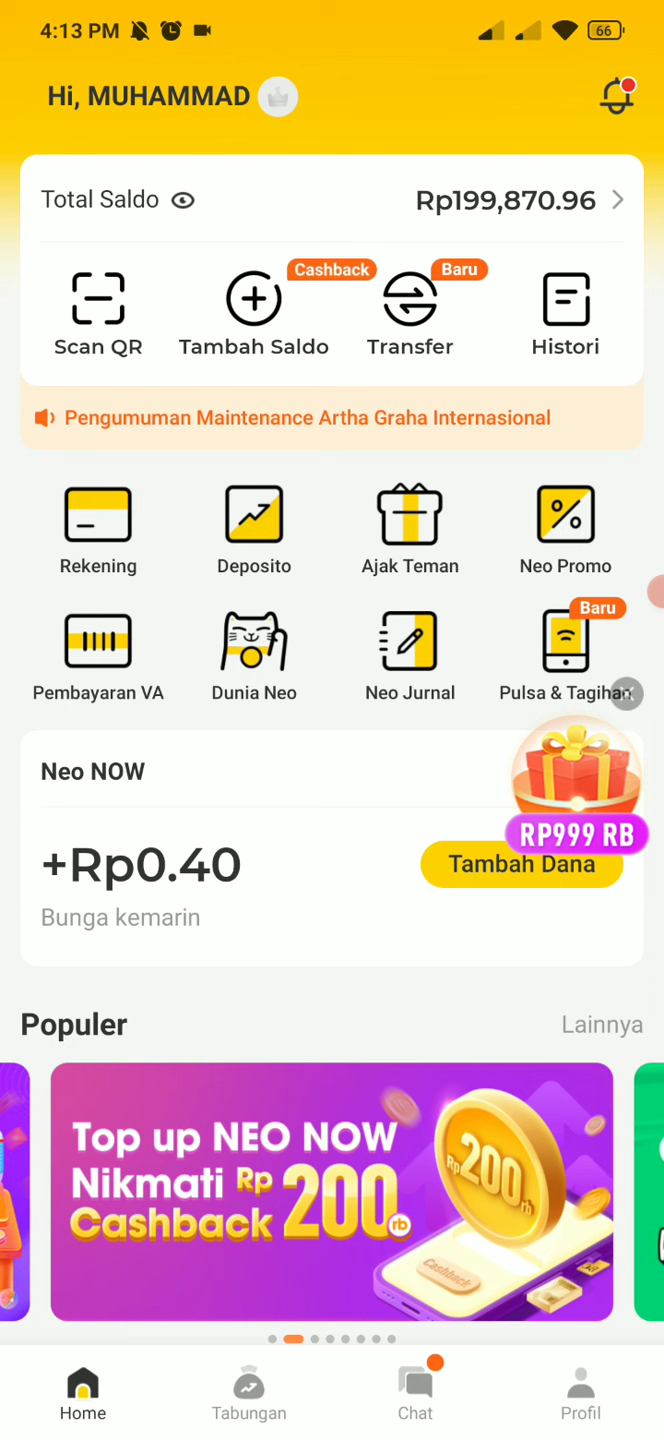 4:13 PM
66
Hi, MUHAMMAD
Total Saldo
Rp199,870.96
Cashback
Baru
Scan QR
Tambah Saldo
Transfer
Histori
Pengumuman Maintenance Artha Graha Internasional
Rekening
Deposito
Ajak Teman
Neo Promo
Baru
Pembayaran VA
Dunia Neo
Neo Jurnal
Pulsa & Tagihan
Neo NOW
RP999 RB
+Rp0.40
Tambah Dana
Bunga kemarin
Populer
Lainnya
Top up NEO NOW
Nikmati Rp 200 rb
Cashback
Rp200rb
Cashback
Home
Tabungan
Chat
Profil